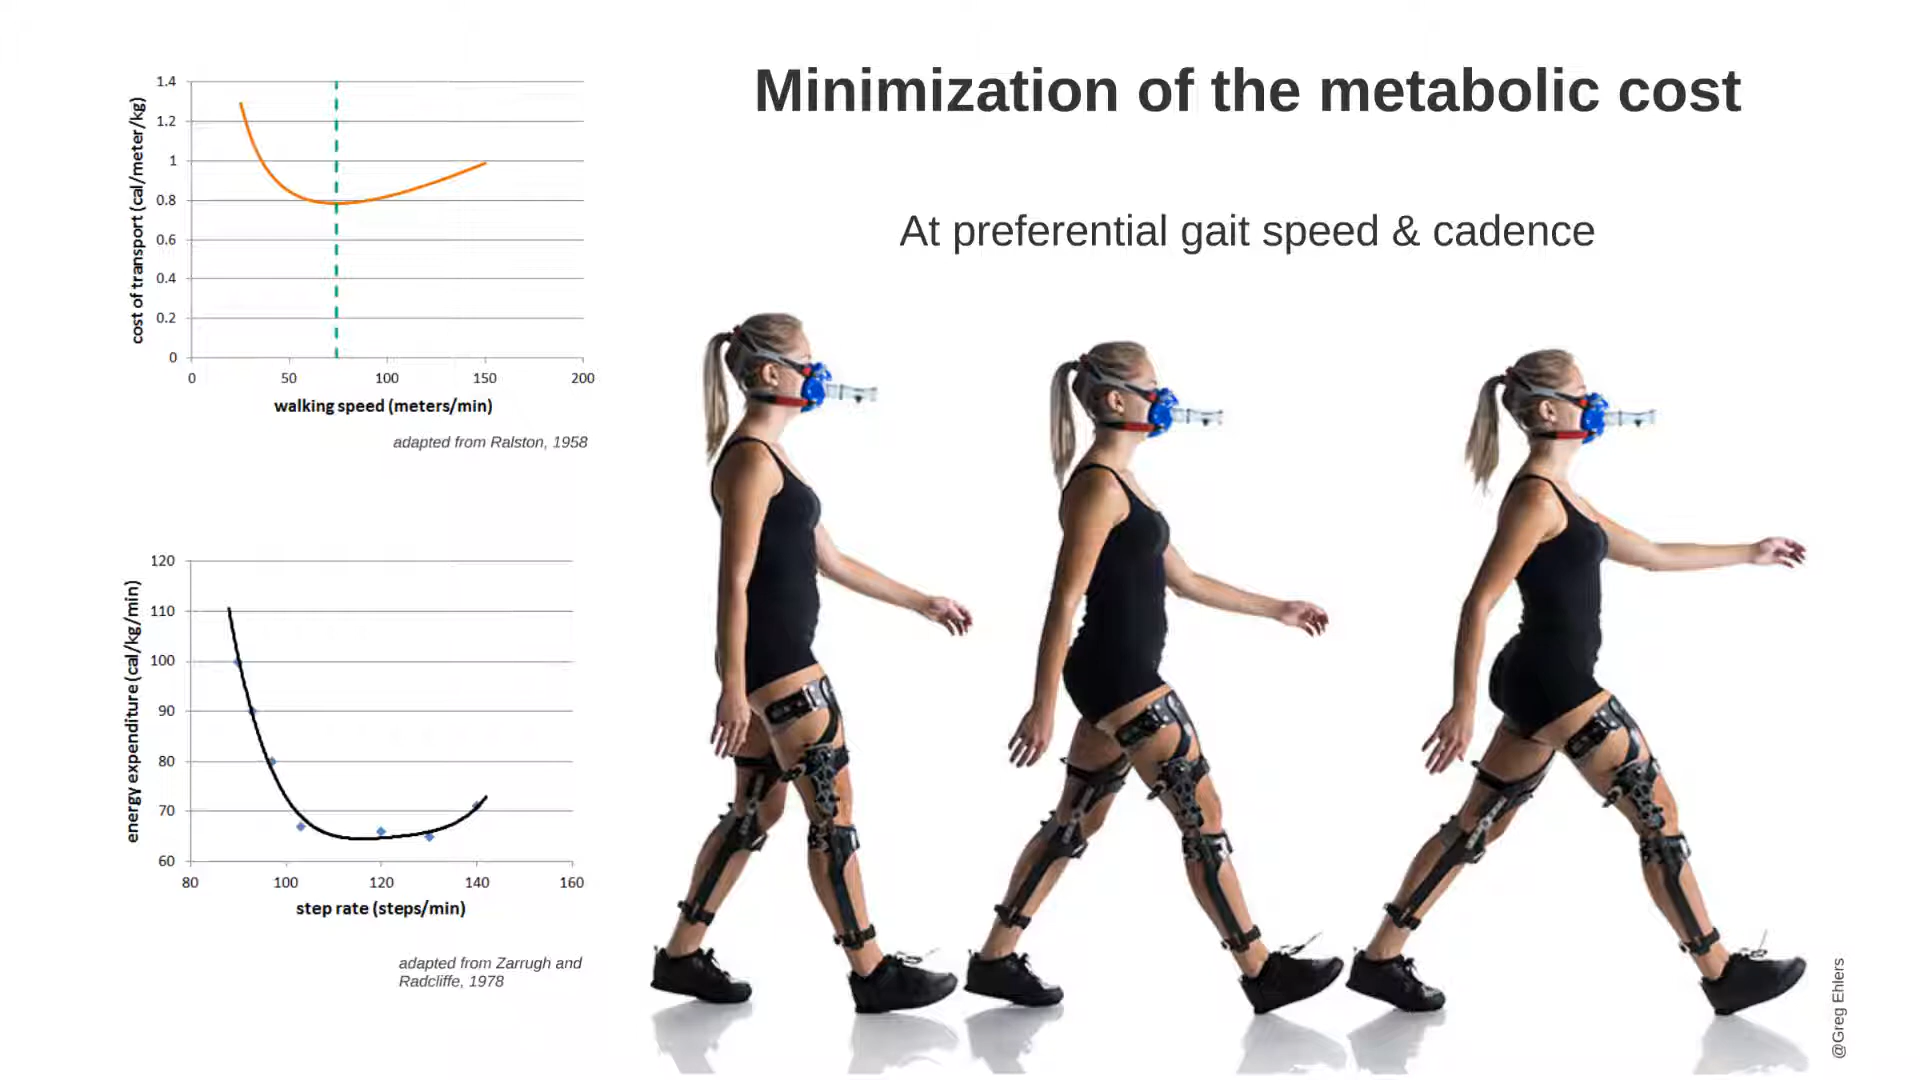 Minimization of the metabolic cost
At preferential gait speed & cadence
1.4
1.2
1
0.8
0.6
0.4
0.2
0
cost of transport (cal/meter/kg)
0 50 100 150 200
walking speed (meters/min)
adapted from Ralston, 1958
120
110
100
90
80
70
60
energy expenditure (cal/kg/min)
80 100 120 140 160
step rate (steps/min)
adapted from Zarrugh and
Radcliffe, 1978
@Greg Ehlers